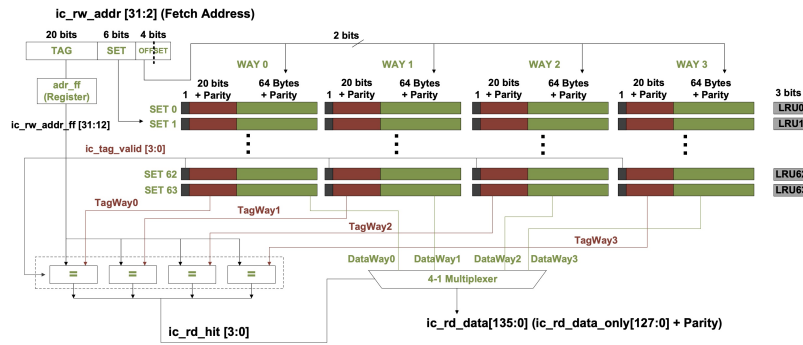 ic_rw_addr [31:2] (Fetch Address)
20 bits 6 bits 4 bits
TAG SET OFFSET
2 bits
WAY 0 WAY 1 WAY 2 WAY 3
adr_ff
(Register)
1 20 bits + Parity 64 Bytes + Parity
1 20 bits + Parity 64 Bytes + Parity
1 20 bits + Parity 64 Bytes + Parity
1 20 bits + Parity 64 Bytes + Parity
3 bits
SET 0 LRU0
SET 1 LRU1
ic_rw_addr_ff [31:12]
ic_tag_valid [3:0]
SET 62 LRU62
SET 63 LRU63
TagWay0
TagWay1
TagWay2
TagWay3
DataWay0 DataWay1 DataWay2 DataWay3
= = = =
4-1 Multiplexer
ic_rd_hit [3:0]
ic_rd_data[135:0] (ic_rd_data_only[127:0] + Parity)